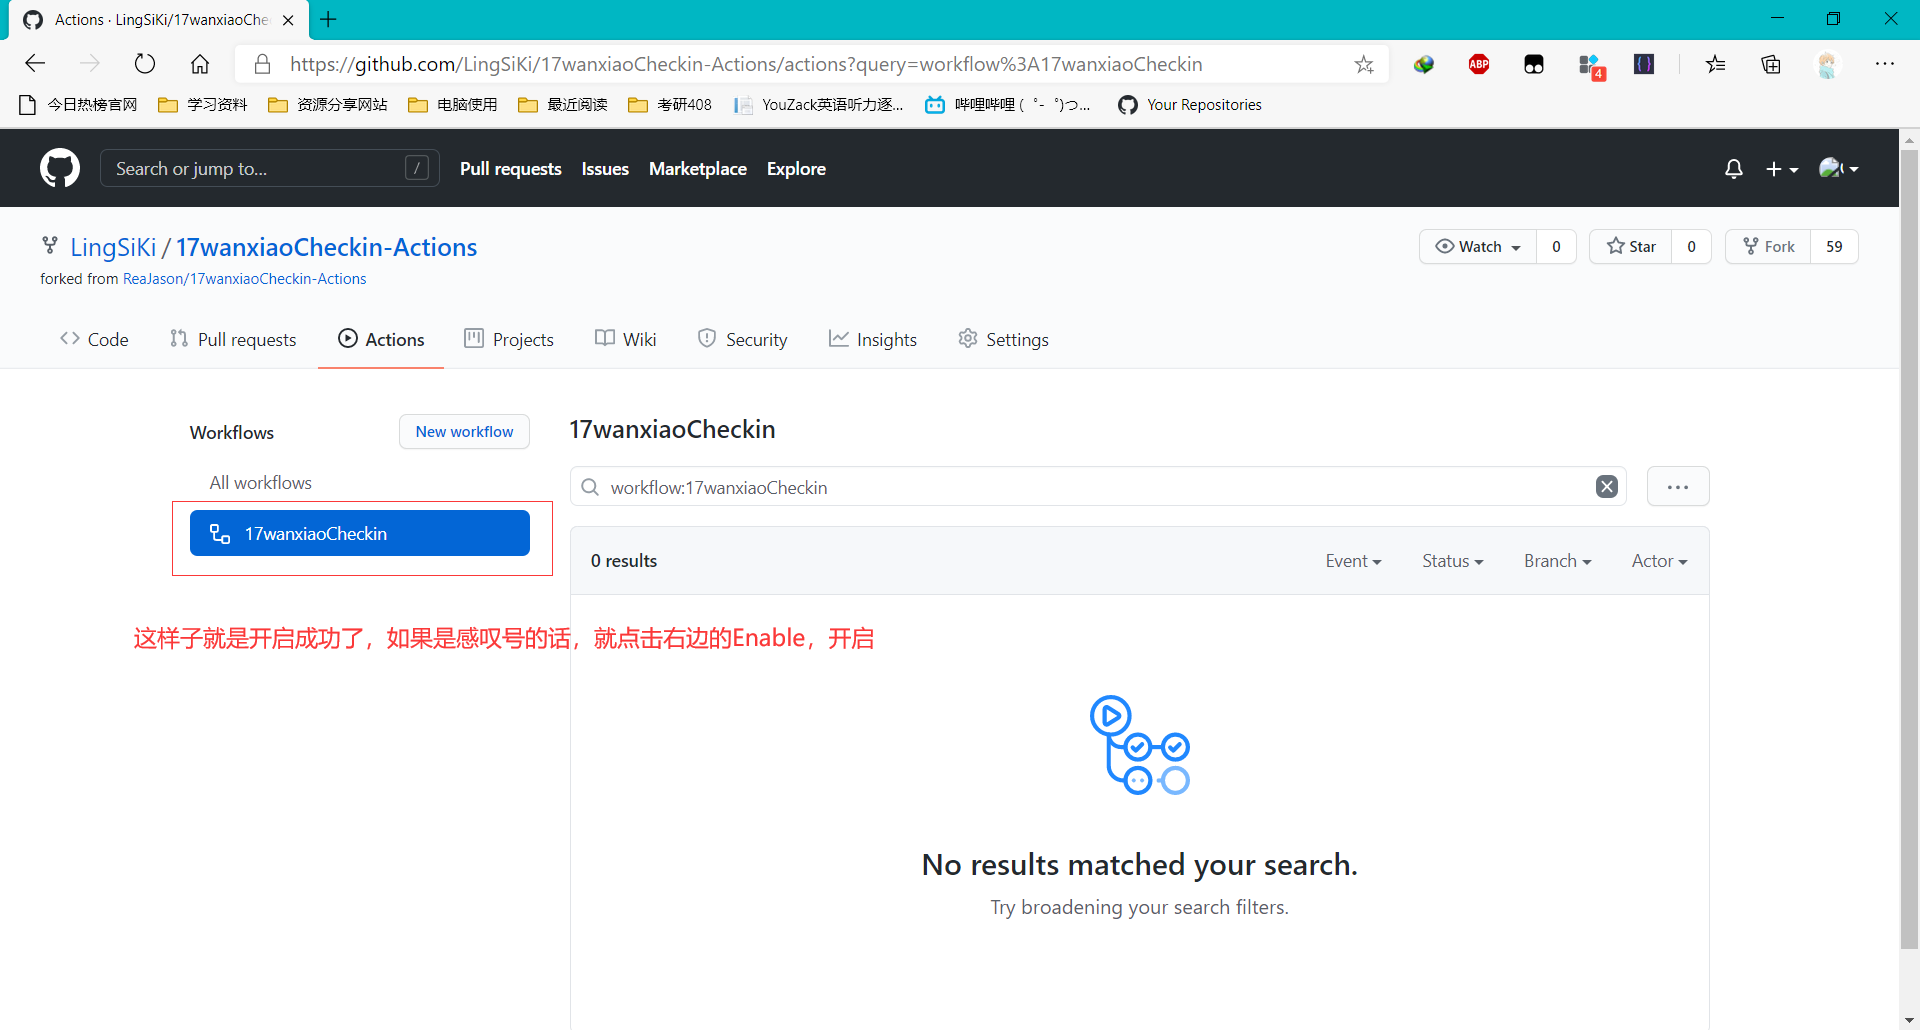 Actions · LingSiKi/17wanxiaoChe
https://github.com/LingSiKi/17wanxiaoCheckin-Actions/actions?query=workflow%3A17wanxiaoCheckin
ABP
4
今日热榜官网 学习资料 资源分享网站 电脑使用 最近阅读 考研408 YouZack英语听力逐... 哔哩哔哩 ( ゜- ゜)つ... Your Repositories
Search or jump to... / Pull requests Issues Marketplace Explore
LingSiKi / 17wanxiaoCheckin-Actions
Watch 0 Star 0 Fork 59
forked from ReaJason/17wanxiaoCheckin-Actions
Code Pull requests Actions Projects Wiki Security Insights Settings
Workflows New workflow
17wanxiaoCheckin
All workflows
workflow:17wanxiaoCheckin
17wanxiaoCheckin
0 results Event Status Branch Actor
这样子就是开启成功了，如果是感叹号的话，就点击右边的Enable，开启
No results matched your search.
Try broadening your search filters.